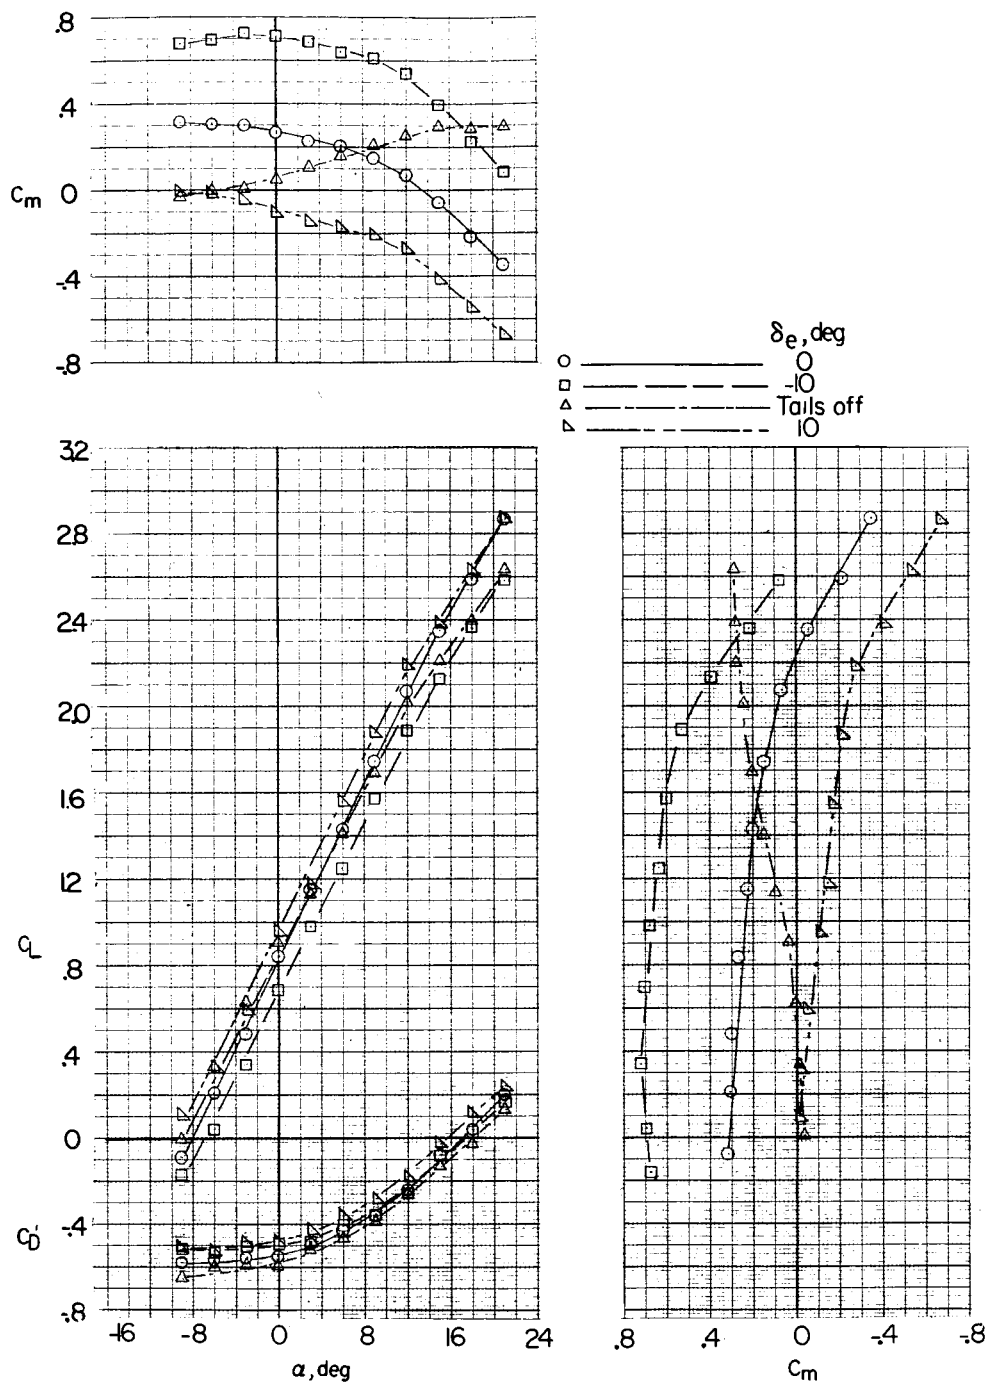 .8
.4
Cm 0
-.4
-.8
δe, deg
0
-10
Tails off
10
3.2
2.8
2.4
2.0
1.6
1.2
CL
.8
.4
0
-.4
CD'
-.8
-16 -8 0 8 16 24
α, deg
.8 .4 0 -.4 -.8
Cm